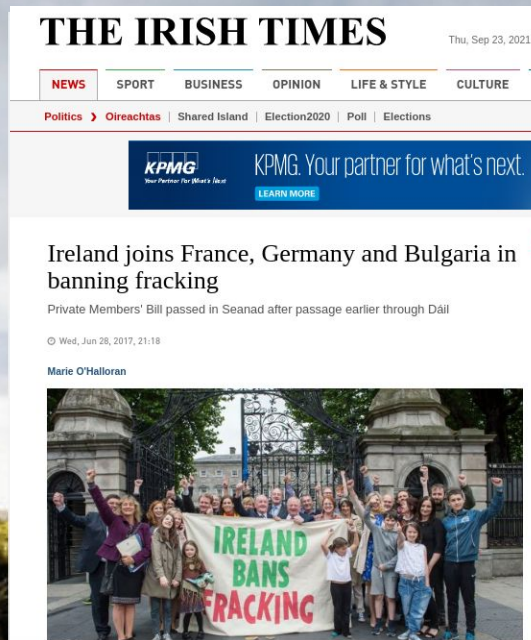 THE IRISH TIMES
Thu, Sep 23, 2021
NEWS SPORT BUSINESS OPINION LIFE & STYLE CULTURE
Politics ❯ Oireachtas | Shared Island | Election2020 | Poll | Elections
KPMG
Your Partner For What's Next
KPMG. Your partner for what's next.
LEARN MORE
Ireland joins France, Germany and Bulgaria in
banning fracking
Private Members' Bill passed in Seanad after passage earlier through Dáil
Wed, Jun 28, 2017, 21:18
Marie O'Halloran
IRELAND
BANS
FRACKING